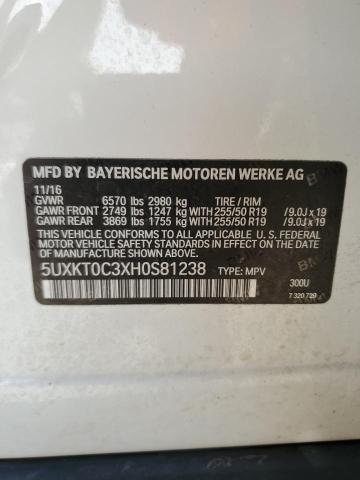 MFD BY BAYERISCHE MOTOREN WERKE AG
11/16
GVWR 6570 lbs 2980 kg TIRE / RIM
GAWR FRONT 2749 lbs 1247 kg WITH 255/50 R19 / 9.0J x 19
GAWR REAR 3869 lbs 1755 kg WITH 255/50 R19 / 9.0J x 19
THIS VEHICLE CONFORMS TO ALL APPLICABLE U.S. FEDERAL
MOTOR VEHICLE SAFETY STANDARDS IN EFFECT ON THE DATE
OF MANUFACTURE SHOWN ABOVE.
5UXKT0C3XH0S81238 TYPE: MPV
300U
7 320 729